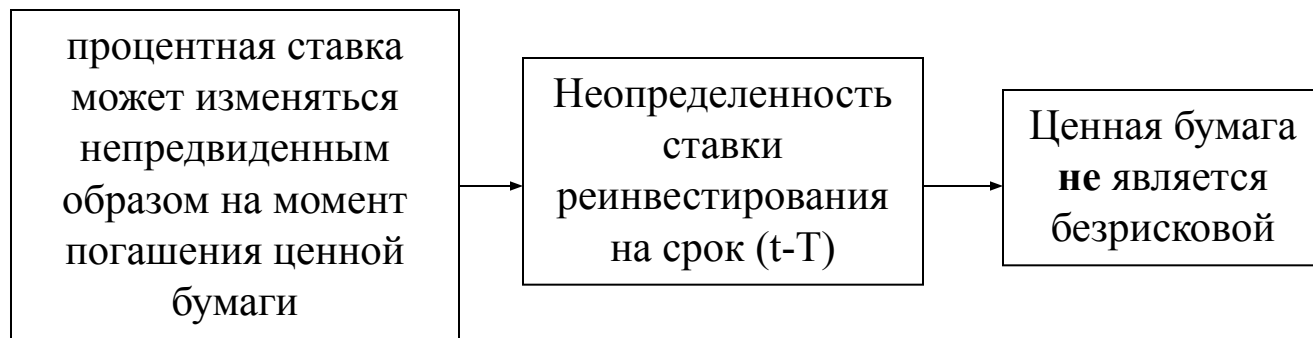 процентная ставка
может изменяться
непредвиденным
образом на момент
погашения ценной
бумаги
Неопределенность
ставки
реинвестирования
на срок (t-T)
Ценная бумага
не является
безрисковой